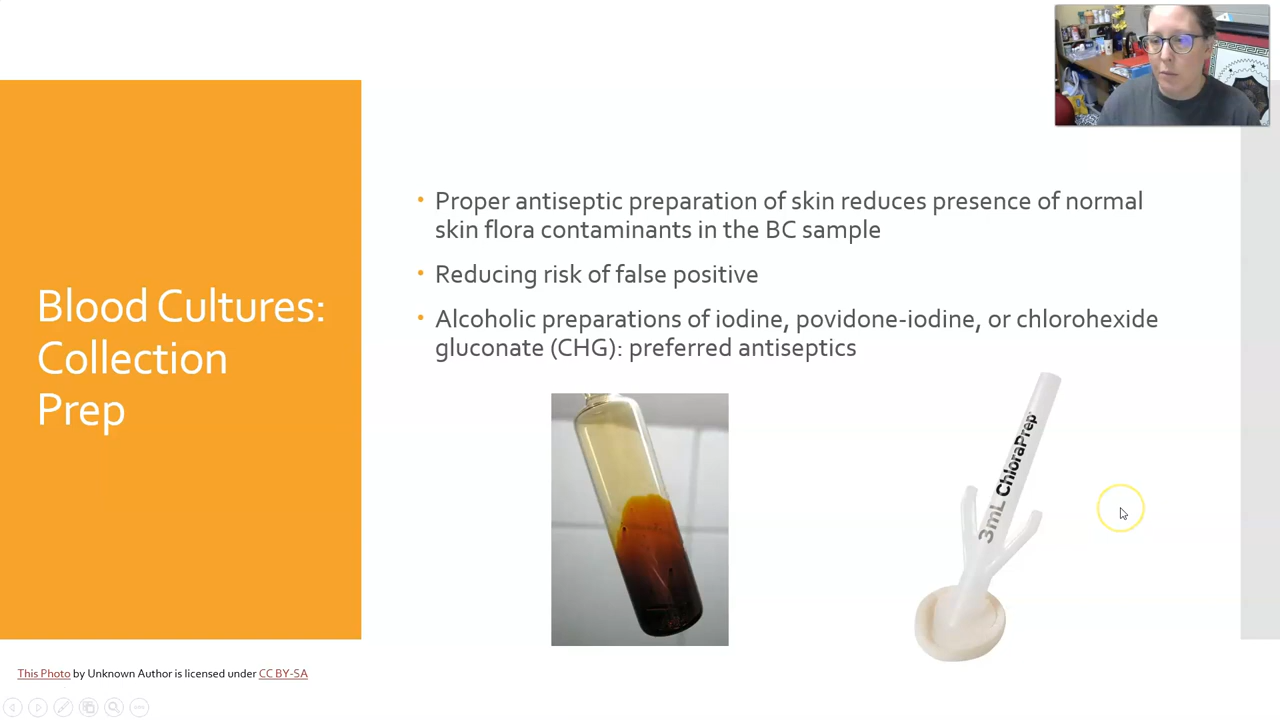 Blood Cultures:
Collection
Prep
• Proper antiseptic preparation of skin reduces presence of normal
skin flora contaminants in the BC sample
• Reducing risk of false positive
• Alcoholic preparations of iodine, povidone-iodine, or chlorohexide
gluconate (CHG): preferred antiseptics
3mL ChloraPrep
This Photo by Unknown Author is licensed under CC BY-SA